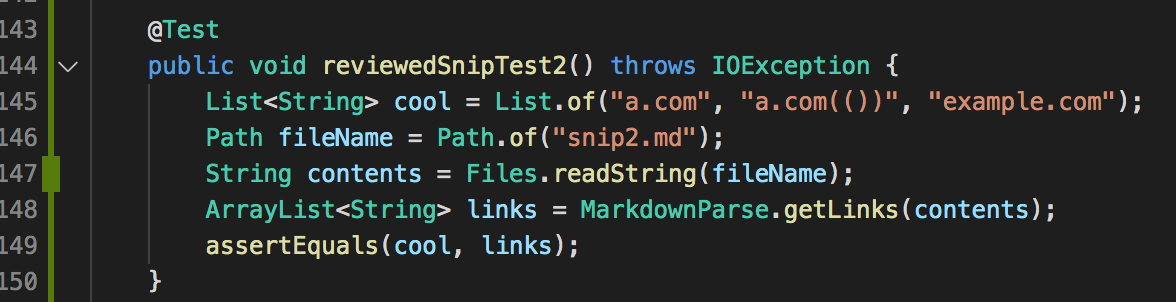 143 @Test
144 public void reviewedSnipTest2() throws IOException {
145 List<String> cool = List.of("a.com", "a.com(())", "example.com");
146 Path fileName = Path.of("snip2.md");
147 String contents = Files.readString(fileName);
148 ArrayList<String> links = MarkdownParse.getLinks(contents);
149 assertEquals(cool, links);
150 }